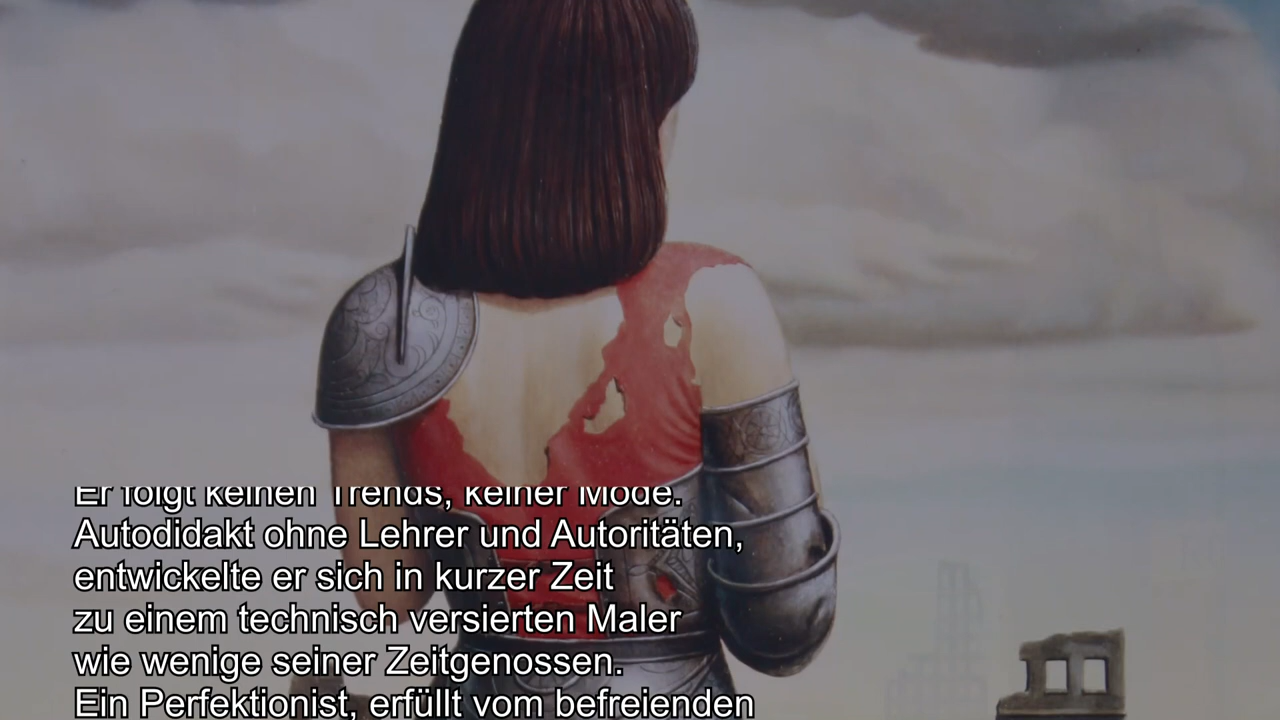 Er folgt keinen Trends, keiner Mode.
Autodidakt ohne Lehrer und Autoritäten,
entwickelte er sich in kurzer Zeit
zu einem technisch versierten Maler
wie wenige seiner Zeitgenossen.
Ein Perfektionist, erfüllt vom befreienden